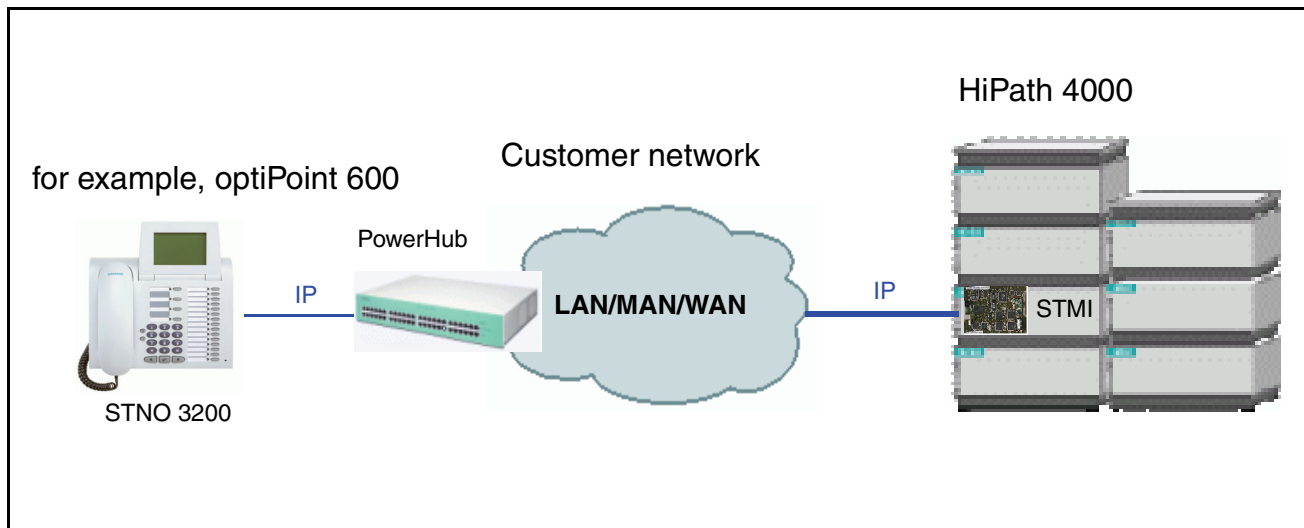 HiPath 4000
Customer network
for example, optiPoint 600
PowerHub
IP
LAN/MAN/WAN
IP
STMI
STNO 3200